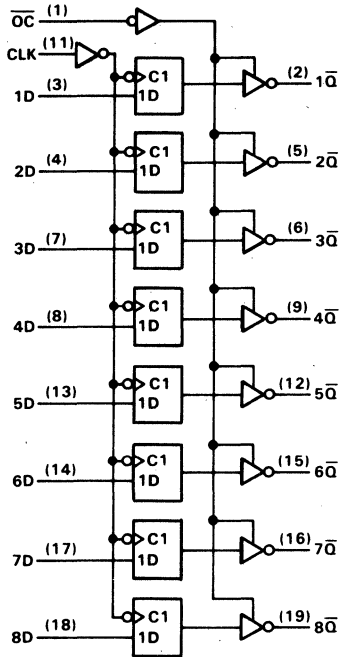 O̅C̅ (1)
CLK (11)
C1 (2) 1Q̅
1D (3) 1D
C1 (5) 2Q̅
2D (4) 1D
C1 (6) 3Q̅
3D (7) 1D
C1 (9) 4Q̅
4D (8) 1D
C1 (12) 5Q̅
5D (13) 1D
C1 (15) 6Q̅
6D (14) 1D
C1 (16) 7Q̅
7D (17) 1D
C1 (19) 8Q̅
8D (18) 1D